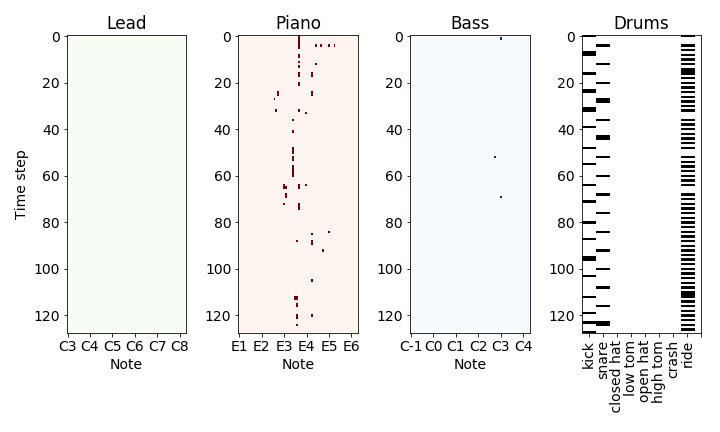 Lead Piano Bass Drums
Time step
0 20 40 60 80 100 120
0 20 40 60 80 100 120
0 20 40 60 80 100 120
0 20 40 60 80 100 120
C3 C4 C5 C6 C7 C8
E1 E2 E3 E4 E5 E6
C-1 C0 C1 C2 C3 C4
kick
snare
closed hat
low tom
open hat
high tom
crash
ride
Note Note Note